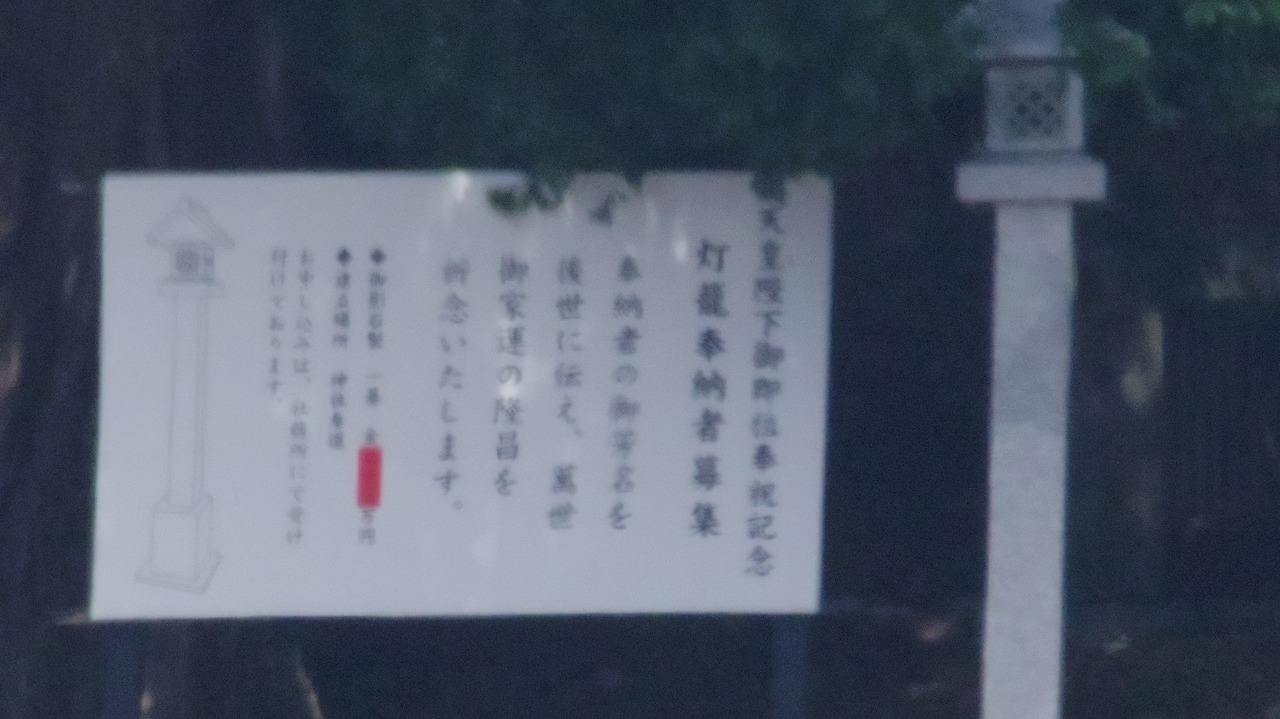 天皇陛下御即位奉祝記念
灯籠奉納者募集
奉納者の御芳名を
後世に伝え、萬世
御家運の隆昌を
祈念いたします。
◆御影石製 一基 金 万円
◆建立場所 神社参道
お申し込みは、社務所にて受け
付けております。